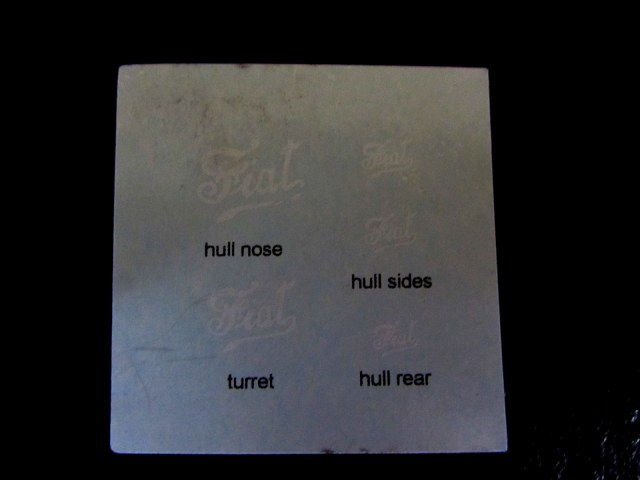 Fiat
Fiat
Fiat
hull nose
hull sides
Fiat
Fiat
turret
hull rear